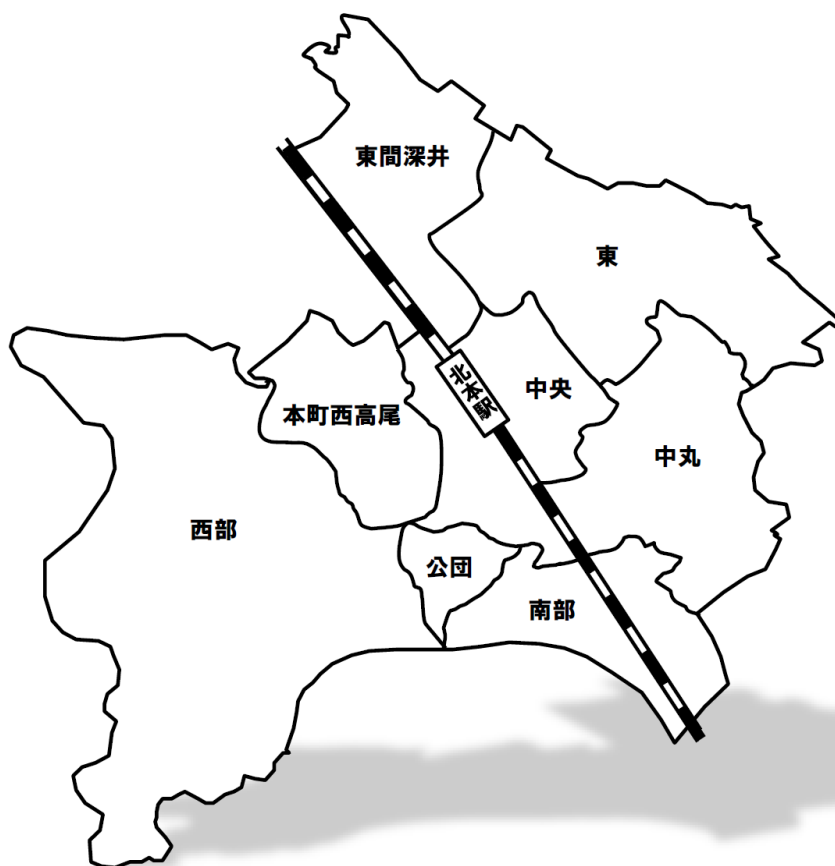 東間深井
東
北本駅
中央
本町西高尾
中丸
西部
公団
南部